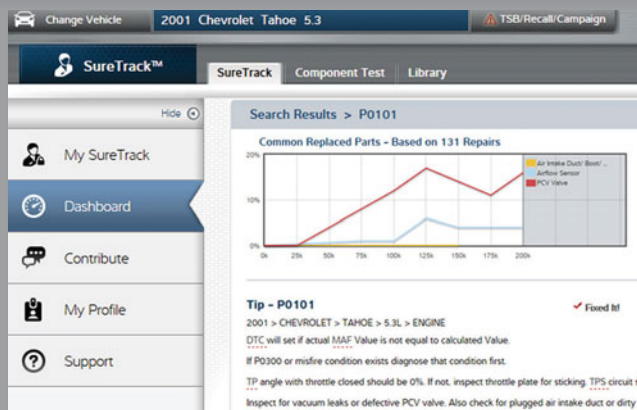 Change Vehicle
2001 Chevrolet Tahoe 5.3
TSB/Recall/Campaign
SureTrack™
SureTrack
Component Test
Library
Hide
My SureTrack
Dashboard
Contribute
My Profile
Support
Search Results > P0101
Common Replaced Parts - Based on 131 Repairs
20%
10%
0%
0k 25k 50k 75k 100k 125k 150k 175k 200k
Air Intake Duct/ Boot/ ...
Airflow Sensor
PCV Valve
Tip - P0101
Fixed It!
2001 > CHEVROLET > TAHOE > 5.3L > ENGINE
DTC will set if actual MAF Value is not equal to calculated Value.
If P0300 or misfire condition exists diagnose that condition first.
TP angle with throttle closed should be 0%. If not, inspect throttle plate for sticking. TPS circuit
Inspect for vacuum leaks or defective PCV valve. Also check for plugged air intake duct or dirty